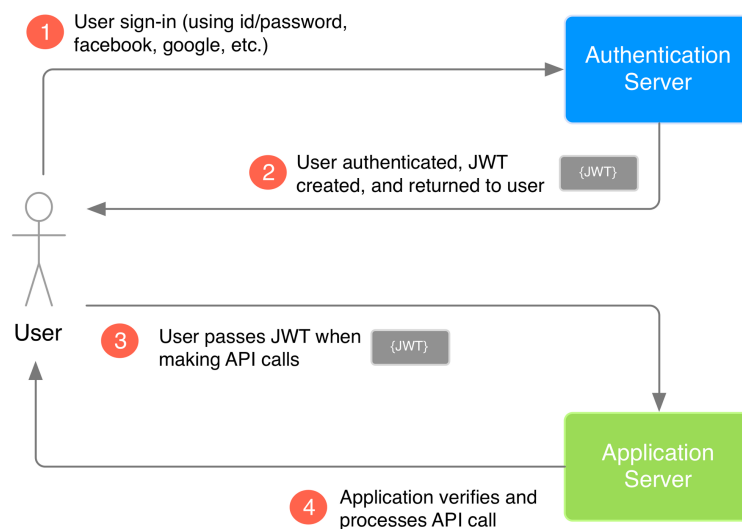 1
User sign-in (using id/password,
facebook, google, etc.)
Authentication
Server
2
User authenticated, JWT
created, and returned to user
{JWT}
User
3
User passes JWT when
making API calls
{JWT}
Application
Server
4
Application verifies and
processes API call